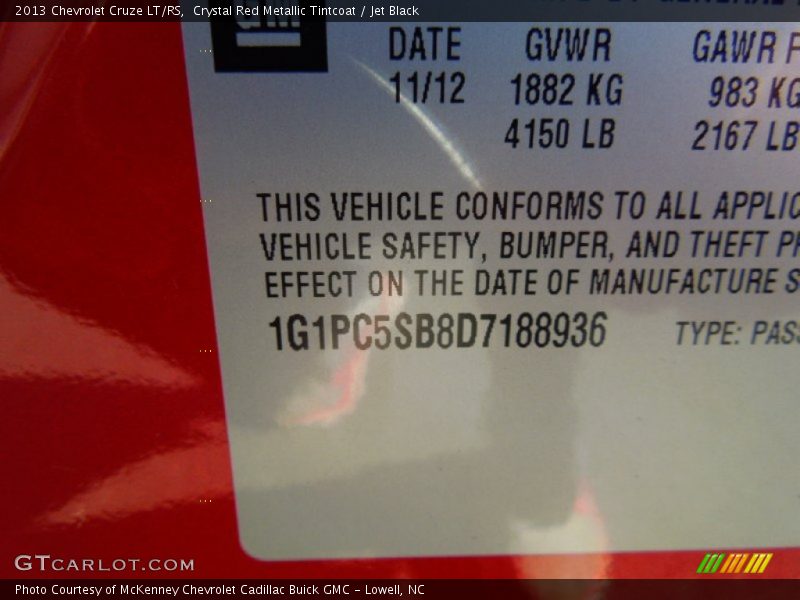 2013 Chevrolet Cruze LT/RS,  Crystal Red Metallic Tintcoat / Jet Black
GM
DATE GVWR GAWR
11/12 1882 KG 983 KG
4150 LB 2167 LB
THIS VEHICLE CONFORMS TO ALL
VEHICLE SAFETY, BUMPER, AND THEFT
EFFECT ON THE DATE OF MANUFACTURE
1G1PC5SB8D7188936 TYPE: PASS
GTCARLOT.COM
Photo Courtesy of McKenney Chevrolet Cadillac Buick GMC - Lowell, NC